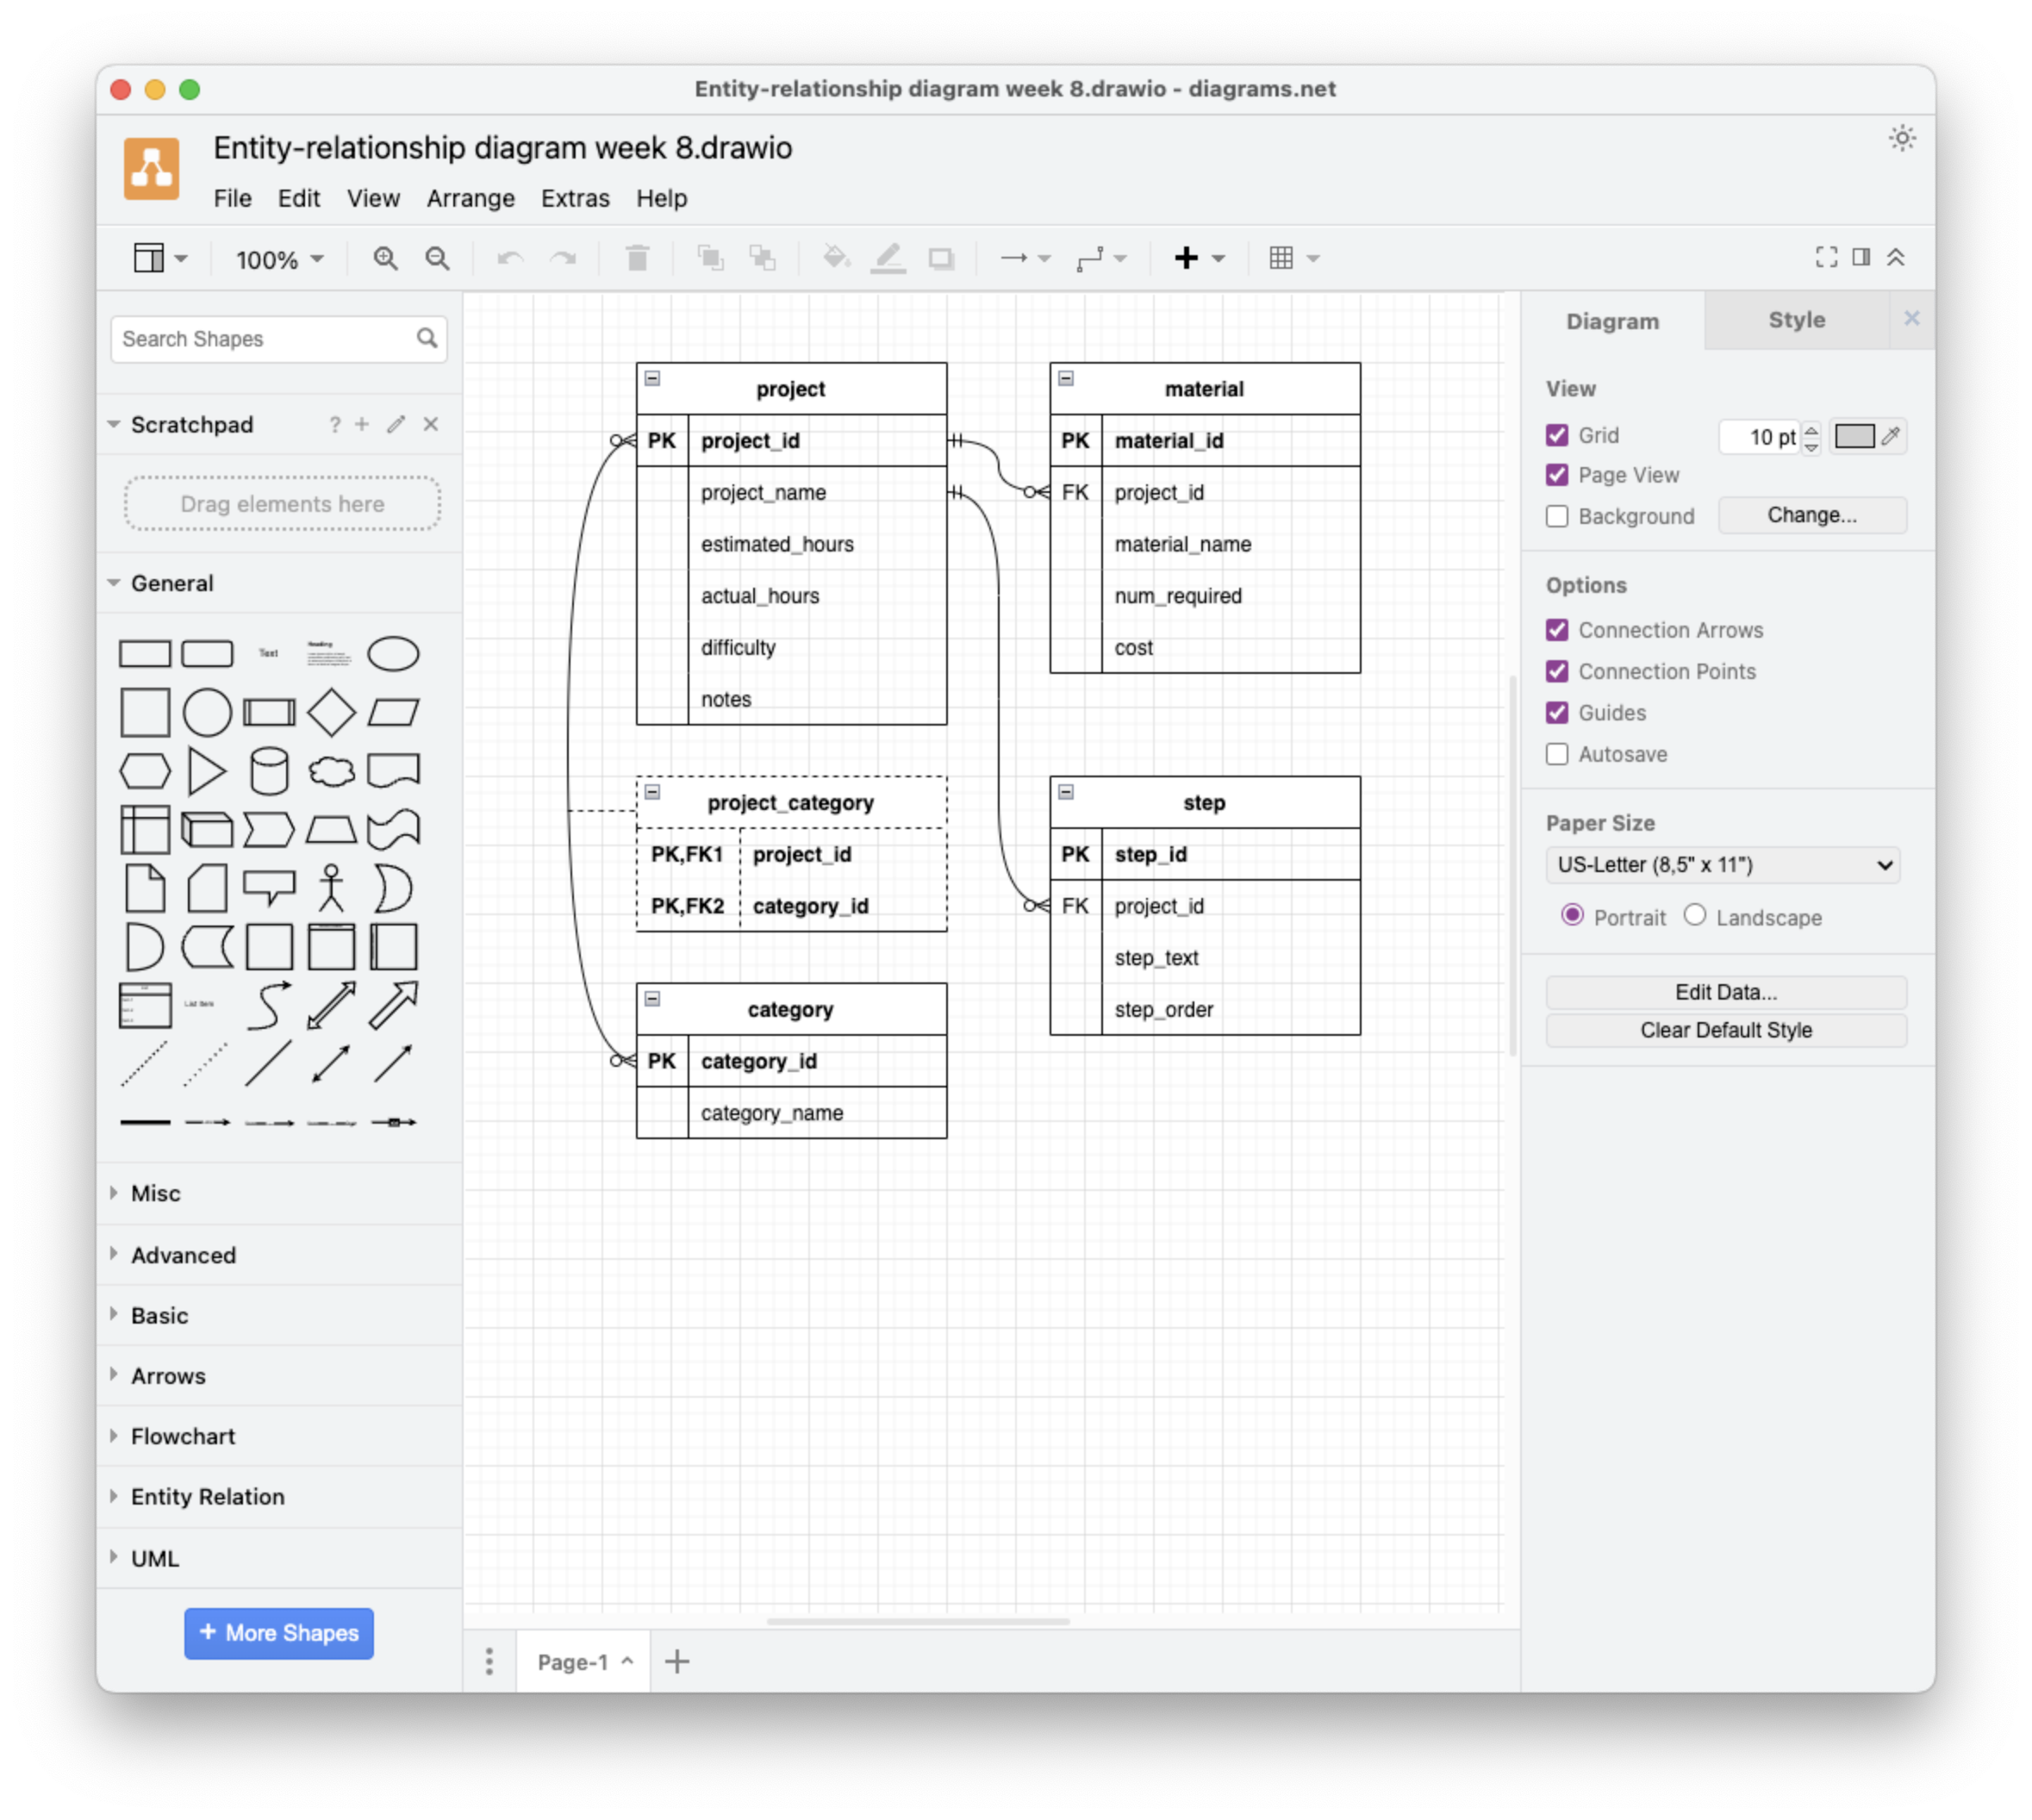 Entity-relationship diagram week 8.drawio - diagrams.net
Entity-relationship diagram week 8.drawio
File Edit View Arrange Extras Help
100%
Search Shapes
Scratchpad
?
Drag elements here
General
Text
Heading
List Item
Misc
Advanced
Basic
Arrows
Flowchart
Entity Relation
UML
+ More Shapes
project
PK project_id
project_name
estimated_hours
actual_hours
difficulty
notes
material
PK material_id
FK project_id
material_name
num_required
cost
project_category
PK,FK1 project_id
PK,FK2 category_id
step
PK step_id
FK project_id
step_text
step_order
category
PK category_id
category_name
Page-1
Diagram Style
View
Grid 10 pt
Page View
Background Change...
Options
Connection Arrows
Connection Points
Guides
Autosave
Paper Size
US-Letter (8,5" x 11")
Portrait Landscape
Edit Data...
Clear Default Style